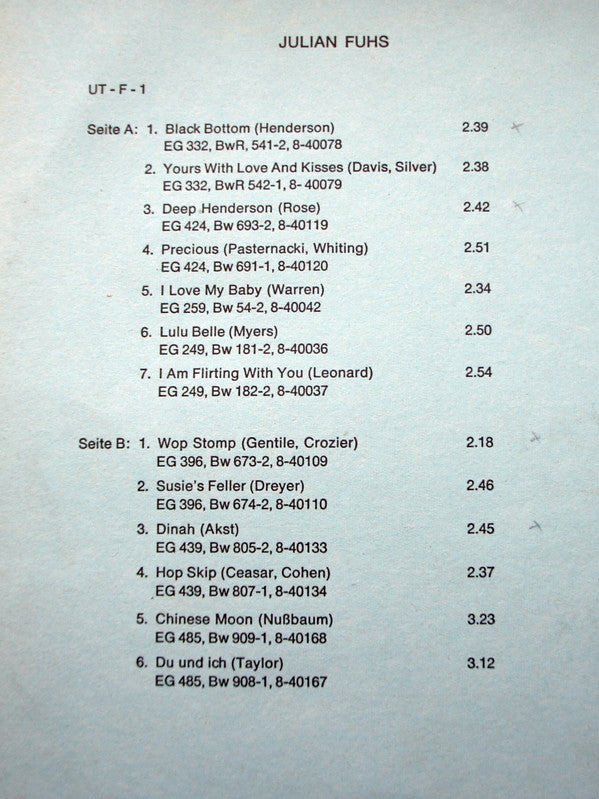 JULIAN FUHS
UT - F - 1
Seite A: 1. Black Bottom (Henderson) 2.39
EG 332, BwR, 541-2, 8-40078
2. Yours With Love And Kisses (Davis, Silver) 2.38
EG 332, BwR 542-1, 8- 40079
3. Deep Henderson (Rose) 2.42
EG 424, Bw 693-2, 8-40119
4. Precious (Pasternacki, Whiting) 2.51
EG 424, Bw 691-1, 8-40120
5. I Love My Baby (Warren) 2.34
EG 259, Bw 54-2, 8-40042
6. Lulu Belle (Myers) 2.50
EG 249, Bw 181-2, 8-40036
7. I Am Flirting With You (Leonard) 2.54
EG 249, Bw 182-2, 8-40037
Seite B: 1. Wop Stomp (Gentile, Crozier) 2.18
EG 396, Bw 673-2, 8-40109
2. Susie's Feller (Dreyer) 2.46
EG 396, Bw 674-2, 8-40110
3. Dinah (Akst) 2.45
EG 439, Bw 805-2, 8-40133
4. Hop Skip (Ceasar, Cohen) 2.37
EG 439, Bw 807-1, 8-40134
5. Chinese Moon (Nußbaum) 3.23
EG 485, Bw 909-1, 8-40168
6. Du und ich (Taylor) 3.12
EG 485, Bw 908-1, 8-40167